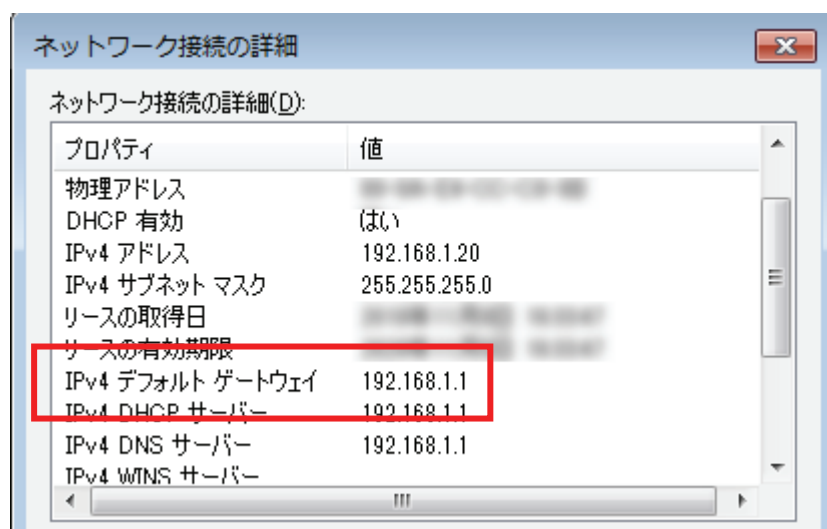 ネットワーク接続の詳細
ネットワーク接続の詳細(D):
プロパティ 値
物理アドレス
DHCP 有効 はい
IPv4 アドレス 192.168.1.20
IPv4 サブネット マスク 255.255.255.0
リースの取得日
リースの有効期限
IPv4 デフォルト ゲートウェイ 192.168.1.1
IPv4 DHCP サーバー 192.168.1.1
IPv4 DNS サーバー 192.168.1.1
IPv4 WINS サーバー